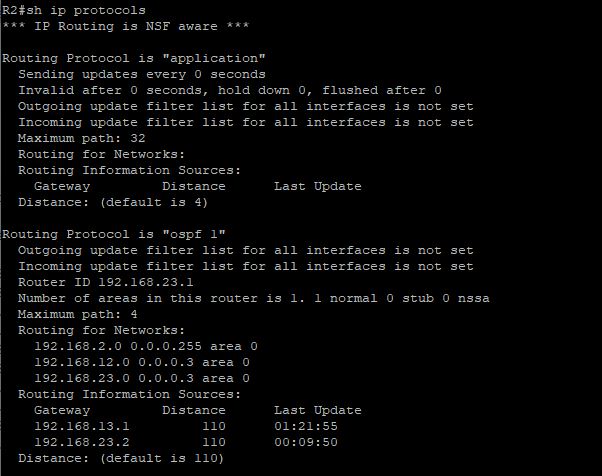 R2#sh ip protocols
*** IP Routing is NSF aware ***
Routing Protocol is "application"
Sending updates every 0 seconds
Invalid after 0 seconds, hold down 0, flushed after 0
Outgoing update filter list for all interfaces is not set
Incoming update filter list for all interfaces is not set
Maximum path: 32
Routing for Networks:
Routing Information Sources:
Gateway Distance Last Update
Distance: (default is 4)
Routing Protocol is "ospf 1"
Outgoing update filter list for all interfaces is not set
Incoming update filter list for all interfaces is not set
Router ID 192.168.23.1
Number of areas in this router is 1. 1 normal 0 stub 0 nssa
Maximum path: 4
Routing for Networks:
192.168.2.0 0.0.0.255 area 0
192.168.12.0 0.0.0.3 area 0
192.168.23.0 0.0.0.3 area 0
Routing Information Sources:
Gateway Distance Last Update
192.168.13.1 110 01:21:55
192.168.23.2 110 00:09:50
Distance: (default is 110)